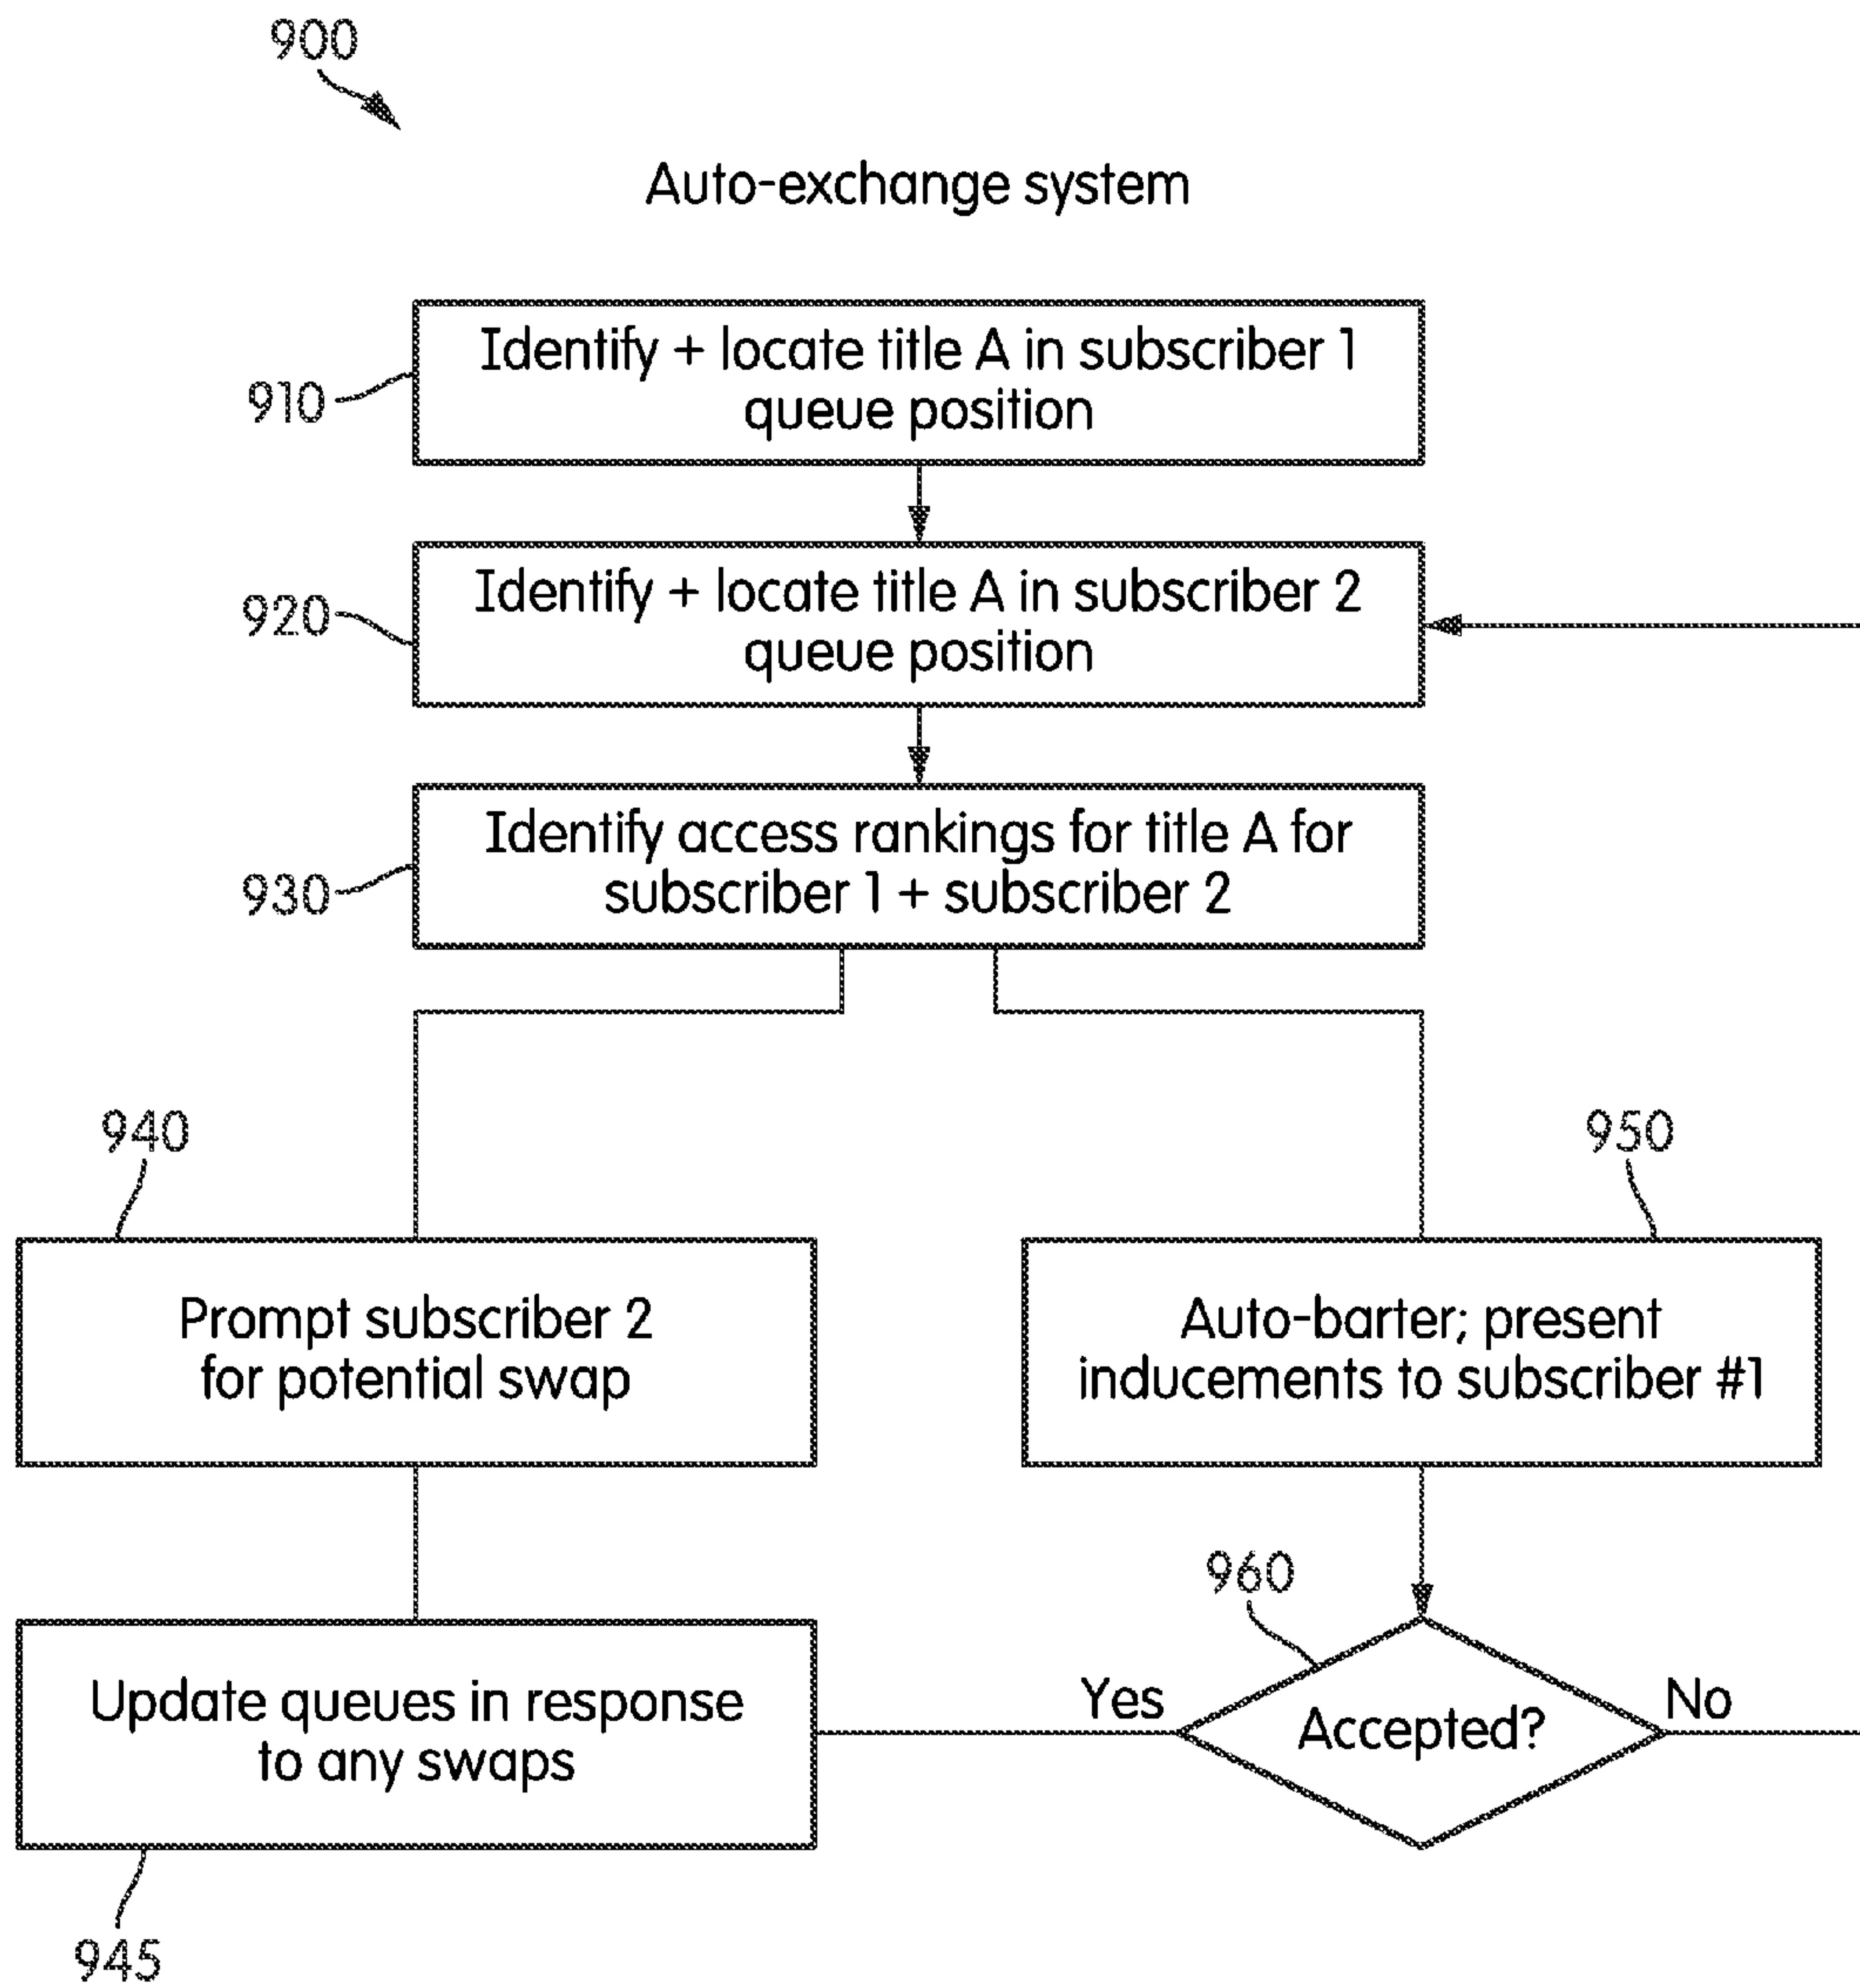 900
Auto-exchange system
Identify + locate title A in subscriber 1
queue position
910
Identify + locate title A in subscriber 2
queue position
920
Identify access rankings for title A for
subscriber 1 + subscriber 2
930
940
950
Prompt subscriber 2
for potential swap
Auto-barter; present
inducements to subscriber #1
960
Update queues in response
to any swaps
Yes
Accepted?
No
945